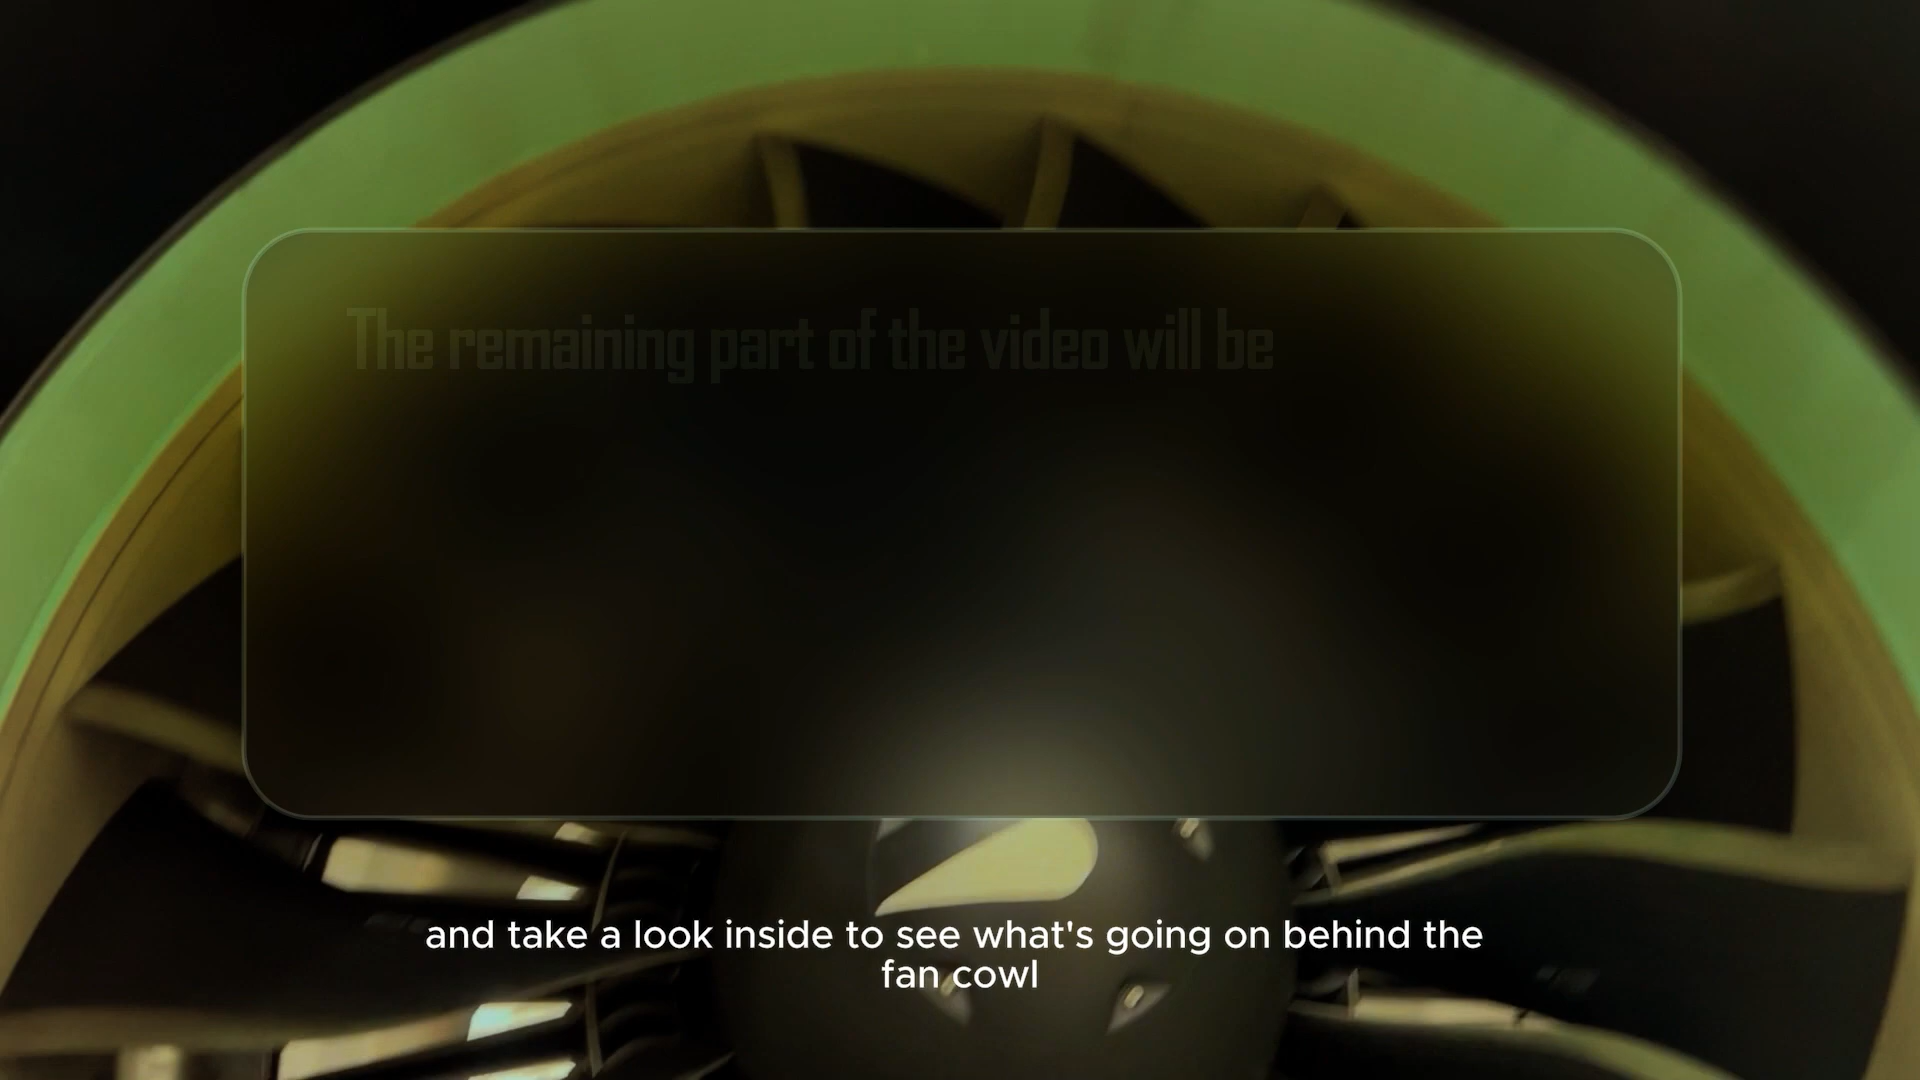 The remaining part of the video will be
and take a look inside to see what's going on behind the
fan cowl